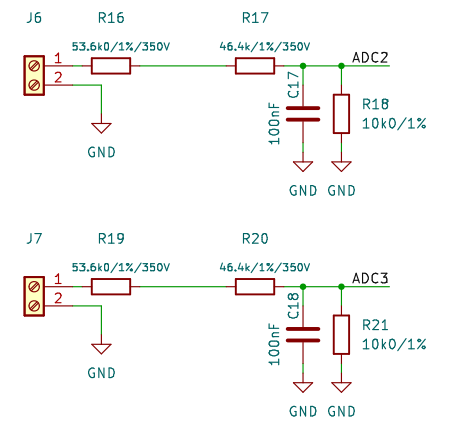 J6 R16 R17
53.6k0/1%/350V 46.4k/1%/350V
1 ADC2
2 C17
100nF R18
10k0/1%
GND
GND GND
J7 R19 R20
53.6k0/1%/350V 46.4k/1%/350V
1 ADC3
2 C18
100nF R21
10k0/1%
GND
GND GND